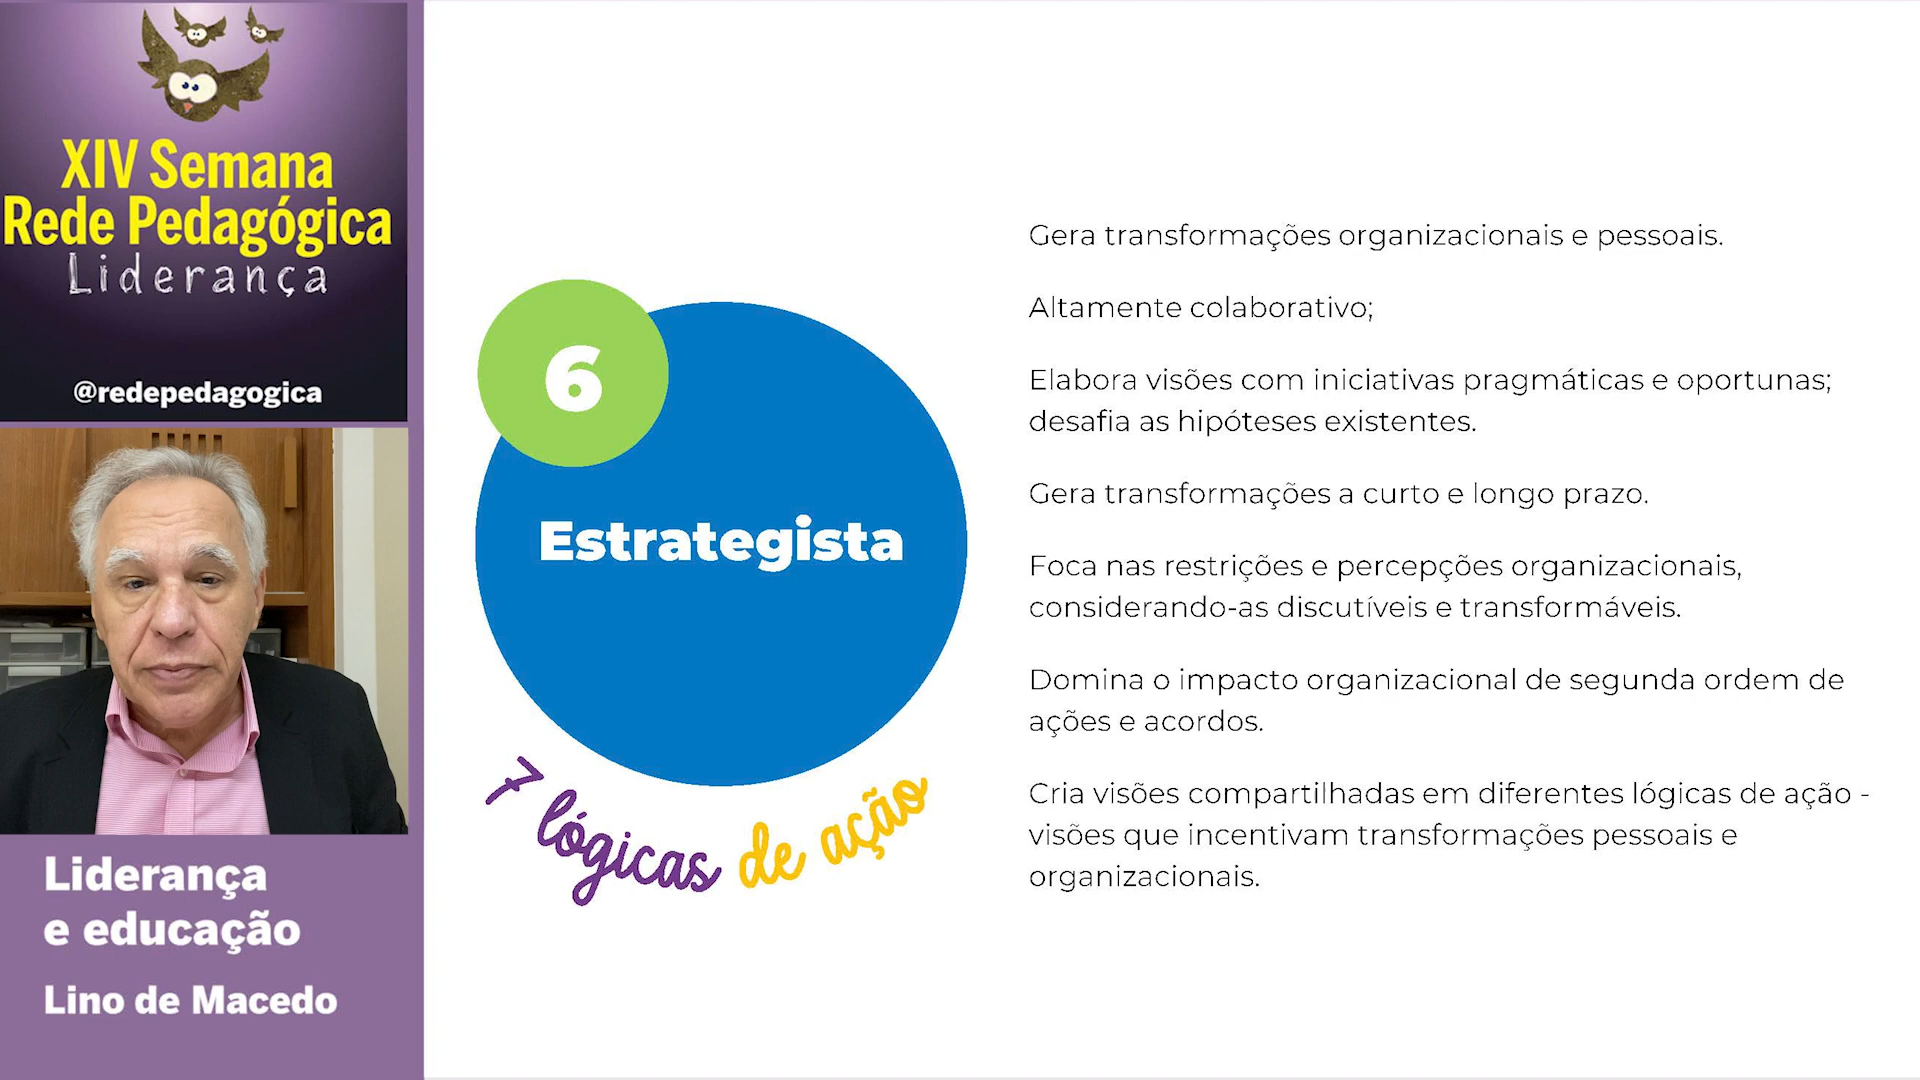 XIV Semana
Rede Pedagógica
Liderança
@redepedagogica
Liderança
e educação
Lino de Macedo
6
Estrategista
7 lógicas de ação
Gera transformações organizacionais e pessoais.
Altamente colaborativo;
Elabora visões com iniciativas pragmáticas e oportunas;
desafia as hipóteses existentes.
Gera transformações a curto e longo prazo.
Foca nas restrições e percepções organizacionais,
considerando-as discutíveis e transformáveis.
Domina o impacto organizacional de segunda ordem de
ações e acordos.
Cria visões compartilhadas em diferentes lógicas de ação -
visões que incentivam transformações pessoais e
organizacionais.